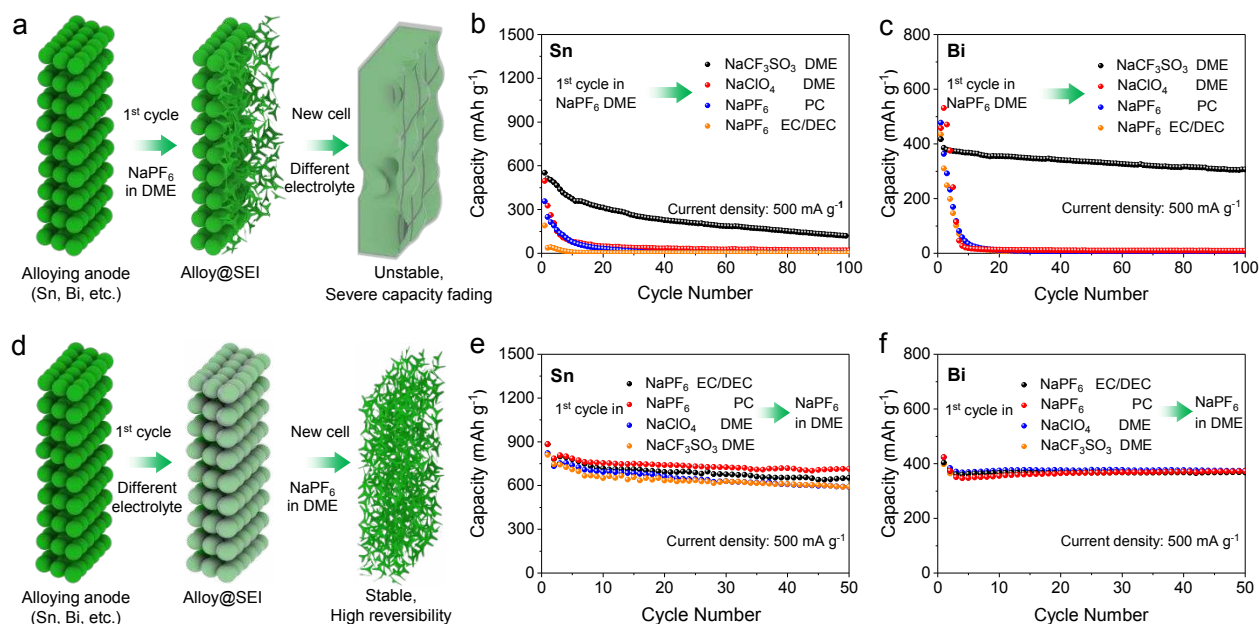 a
1st cycle
NaPF6
in DME
New cell
Different
electrolyte
Alloying anode
(Sn, Bi, etc.)
Alloy@SEI
Unstable,
Severe capacity fading
b
Sn
NaCF3SO3 DME
NaClO4 DME
NaPF6 PC
NaPF6 EC/DEC
1st cycle in
NaPF6 DME
Current density: 500 mA g-1
Capacity (mAh g-1)
1500
1200
900
600
300
0
0 20 40 60 80 100
Cycle Number
c
Bi
NaCF3SO3 DME
NaClO4 DME
NaPF6 PC
NaPF6 EC/DEC
1st cycle in
NaPF6 DME
Current density: 500 mA g-1
Capacity (mAh g-1)
800
600
400
200
0
0 20 40 60 80 100
Cycle Number
d
1st cycle
Different
electrolyte
New cell
NaPF6
in DME
Alloying anode
(Sn, Bi, etc.)
Alloy@SEI
Stable,
High reversibility
e
Sn
NaPF6 EC/DEC
NaPF6 PC
NaClO4 DME
NaCF3SO3 DME
1st cycle in
NaPF6
in DME
Current density: 500 mA g-1
Capacity (mAh g-1)
1500
1200
900
600
300
0
0 10 20 30 40 50
Cycle Number
f
Bi
NaPF6 EC/DEC
NaPF6 PC
NaClO4 DME
NaCF3SO3 DME
1st cycle in
NaPF6
in DME
Current density: 500 mA g-1
Capacity (mAh g-1)
800
600
400
200
0
0 10 20 30 40 50
Cycle Number